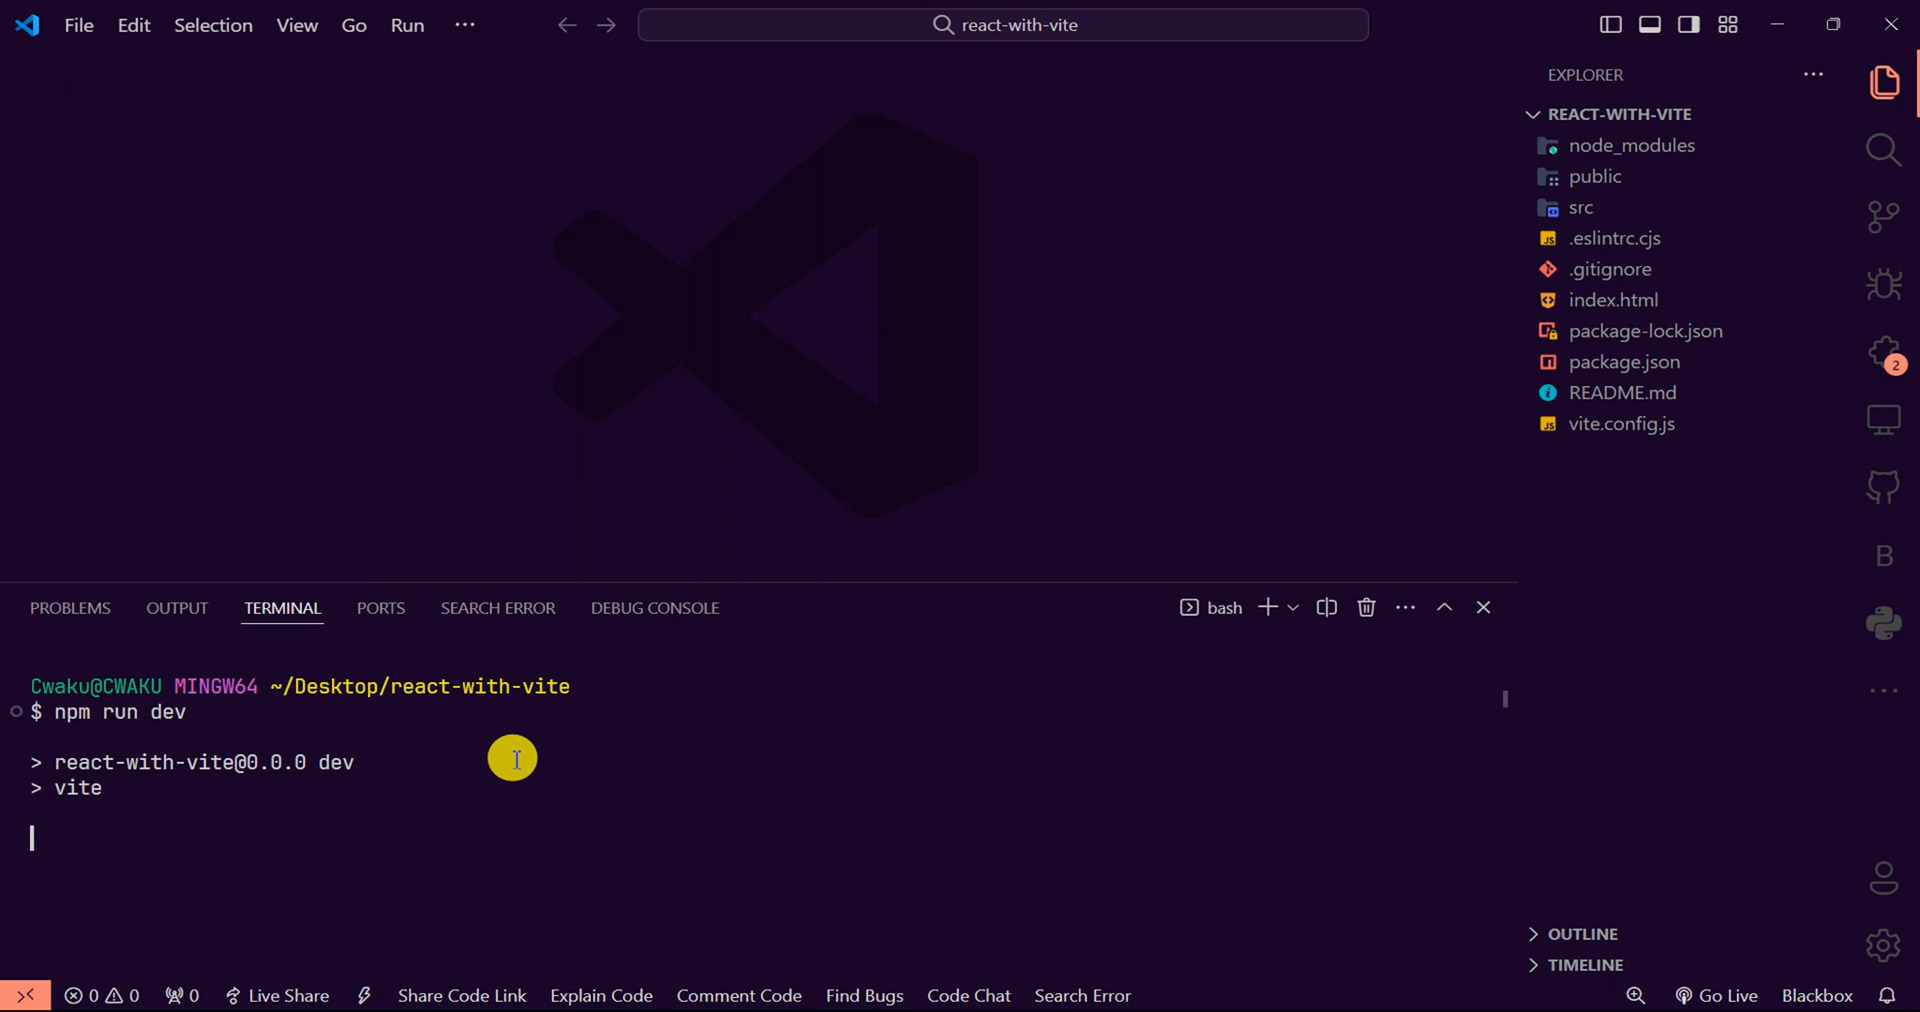 File Edit Selection View Go Run ···
react-with-vite
EXPLORER ···
REACT-WITH-VITE
node_modules
public
src
.eslintrc.cjs
.gitignore
index.html
package-lock.json
package.json
README.md
vite.config.js
2
B
PROBLEMS OUTPUT TERMINAL PORTS SEARCH ERROR DEBUG CONSOLE
bash
Cwaku@CWAKU MINGW64 ~/Desktop/react-with-vite
$ npm run dev
> react-with-vite@0.0.0 dev
> vite
OUTLINE
TIMELINE
0 0 0 Live Share Share Code Link Explain Code Comment Code Find Bugs Code Chat Search Error Go Live Blackbox